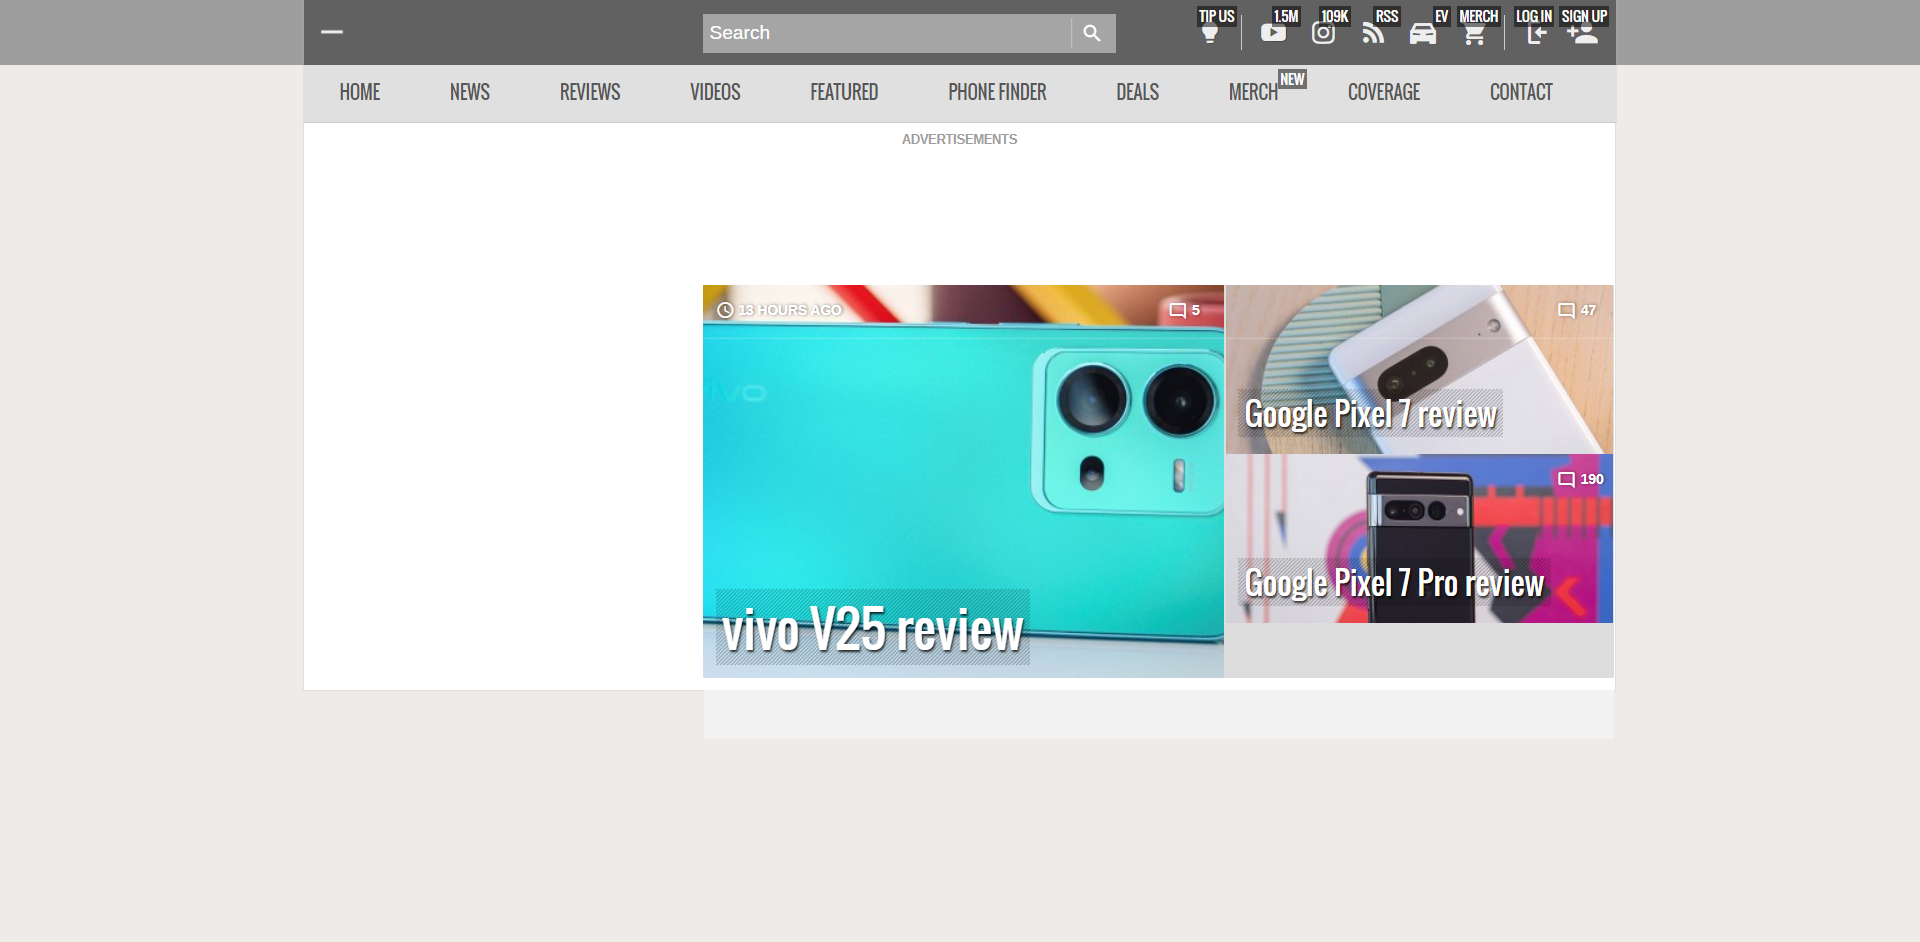 Search
TIP US
1.5M
109K
RSS
EV
MERCH
LOG IN
SIGN UP
HOME
NEWS
REVIEWS
VIDEOS
FEATURED
PHONE FINDER
DEALS
MERCH
NEW
COVERAGE
CONTACT
ADVERTISEMENTS
13 HOURS AGO
5
vivo
vivo V25 review
47
Google Pixel 7 review
190
Google Pixel 7 Pro review